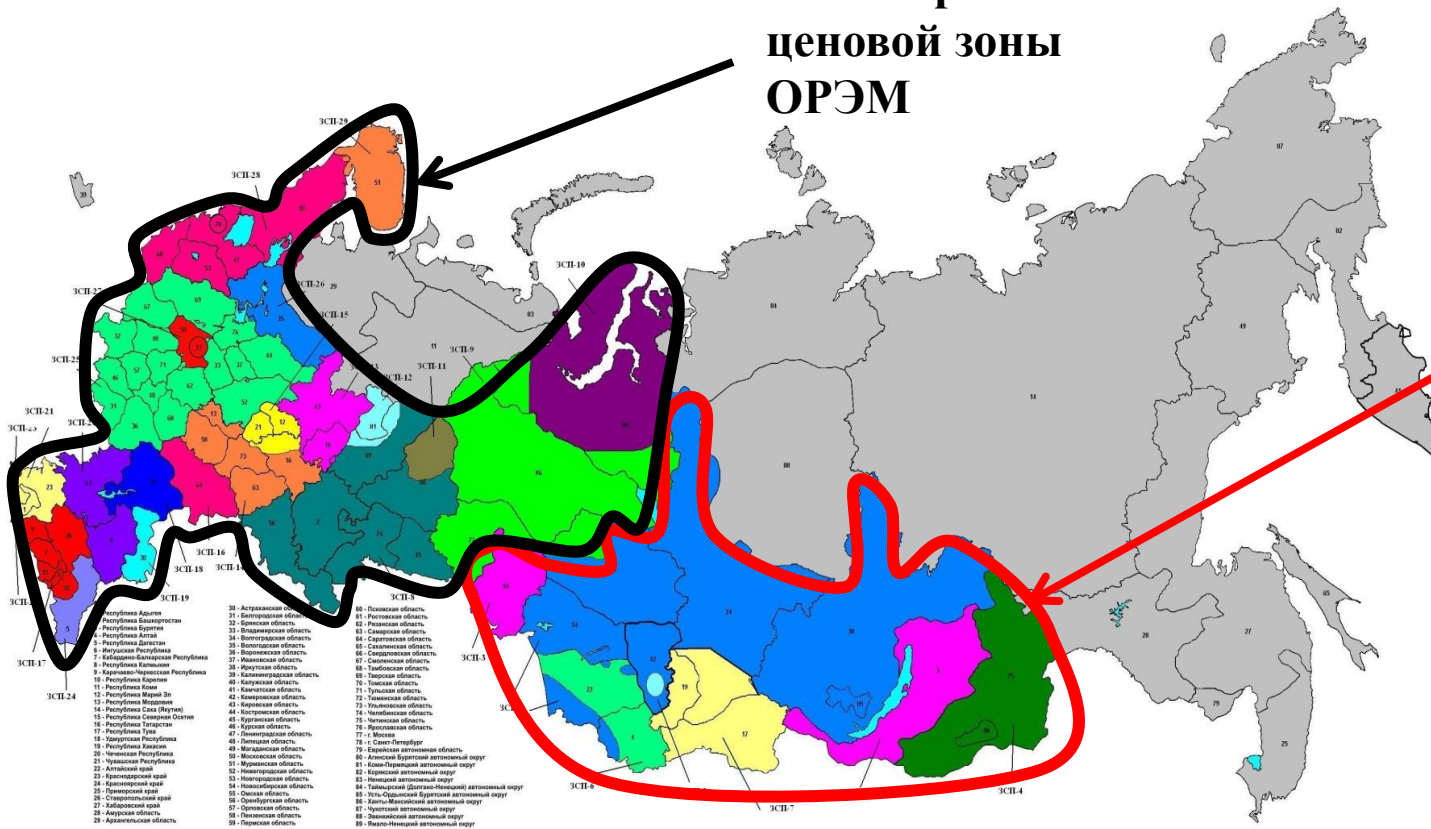 ценовой зоны
ОРЭМ
ЗСП-29
ЗСП-28
ЗСП-27
ЗСП-26
ЗСП-15
ЗСП-10
ЗСП-9
ЗСП-11
ЗСП-12
ЗСП-25
ЗСП-21
ЗСП-16
ЗСП-18
ЗСП-19
ЗСП-8
ЗСП-17
ЗСП-24
ЗСП-3
ЗСП-6
ЗСП-7
ЗСП-4
Республика Адыгея
Республика Башкортостан
Республика Бурятия
4 - Республика Алтай
5 - Республика Дагестан
6 - Ингушская Республика
7 - Кабардино-Балкарская Республика
8 - Республика Калмыкия
9 - Карачаево-Черкесская Республика
10 - Республика Карелия
11 - Республика Коми
12 - Республика Марий Эл
13 - Республика Мордовия
14 - Республика Саха (Якутия)
15 - Республика Северная Осетия
16 - Республика Татарстан
17 - Республика Тува
18 - Удмуртская Республика
19 - Республика Хакасия
20 - Чеченская Республика
21 - Чувашская Республика
22 - Алтайский край
23 - Краснодарский край
24 - Красноярский край
25 - Приморский край
26 - Ставропольский край
27 - Хабаровский край
28 - Амурская область
29 - Архангельская область
30 - Астраханская область
31 - Белгородская область
32 - Брянская область
33 - Владимирская область
34 - Волгоградская область
35 - Вологодская область
36 - Воронежская область
37 - Ивановская область
38 - Иркутская область
39 - Калининградская область
40 - Калужская область
41 - Камчатская область
42 - Кемеровская область
43 - Кировская область
44 - Костромская область
45 - Курганская область
46 - Курская область
47 - Ленинградская область
48 - Липецкая область
49 - Магаданская область
50 - Московская область
51 - Мурманская область
52 - Нижегородская область
53 - Новгородская область
54 - Новосибирская область
55 - Омская область
56 - Оренбургская область
57 - Орловская область
58 - Пензенская область
59 - Пермская область
60 - Псковская область
61 - Ростовская область
62 - Рязанская область
63 - Самарская область
64 - Саратовская область
65 - Сахалинская область
66 - Свердловская область
67 - Смоленская область
68 - Тамбовская область
69 - Тверская область
70 - Томская область
71 - Тульская область
72 - Тюменская область
73 - Ульяновская область
74 - Челябинская область
75 - Читинская область
76 - Ярославская область
77 - г. Москва
78 - г. Санкт-Петербург
79 - Еврейская автономная область
80 - Агинский Бурятский автономный округ
81 - Коми-Пермяцкий автономный округ
82 - Корякский автономный округ
83 - Ненецкий автономный округ
84 - Таймырский (Долгано-Ненецкий) автономный округ
85 - Усть-Ордынский Бурятский автономный округ
86 - Ханты-Мансийский автономный округ
87 - Чукотский автономный округ
88 - Эвенкийский автономный округ
89 - Ямало-Ненецкий автономный округ